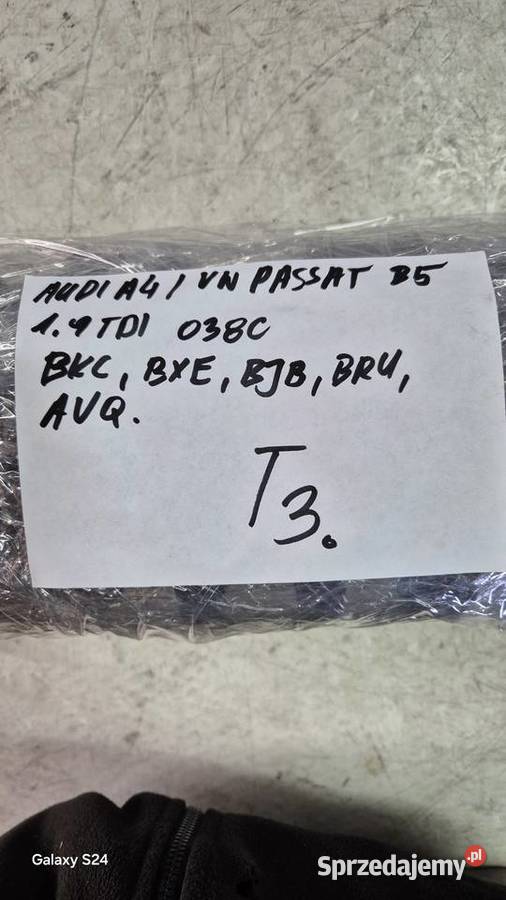 AUDI A4 / VW PASSAT B5
1.9 TDI 038C
BKC, BXE, BJB, BRU,
AVQ.
T3.
Galaxy S24
Sprzedajemy.pl